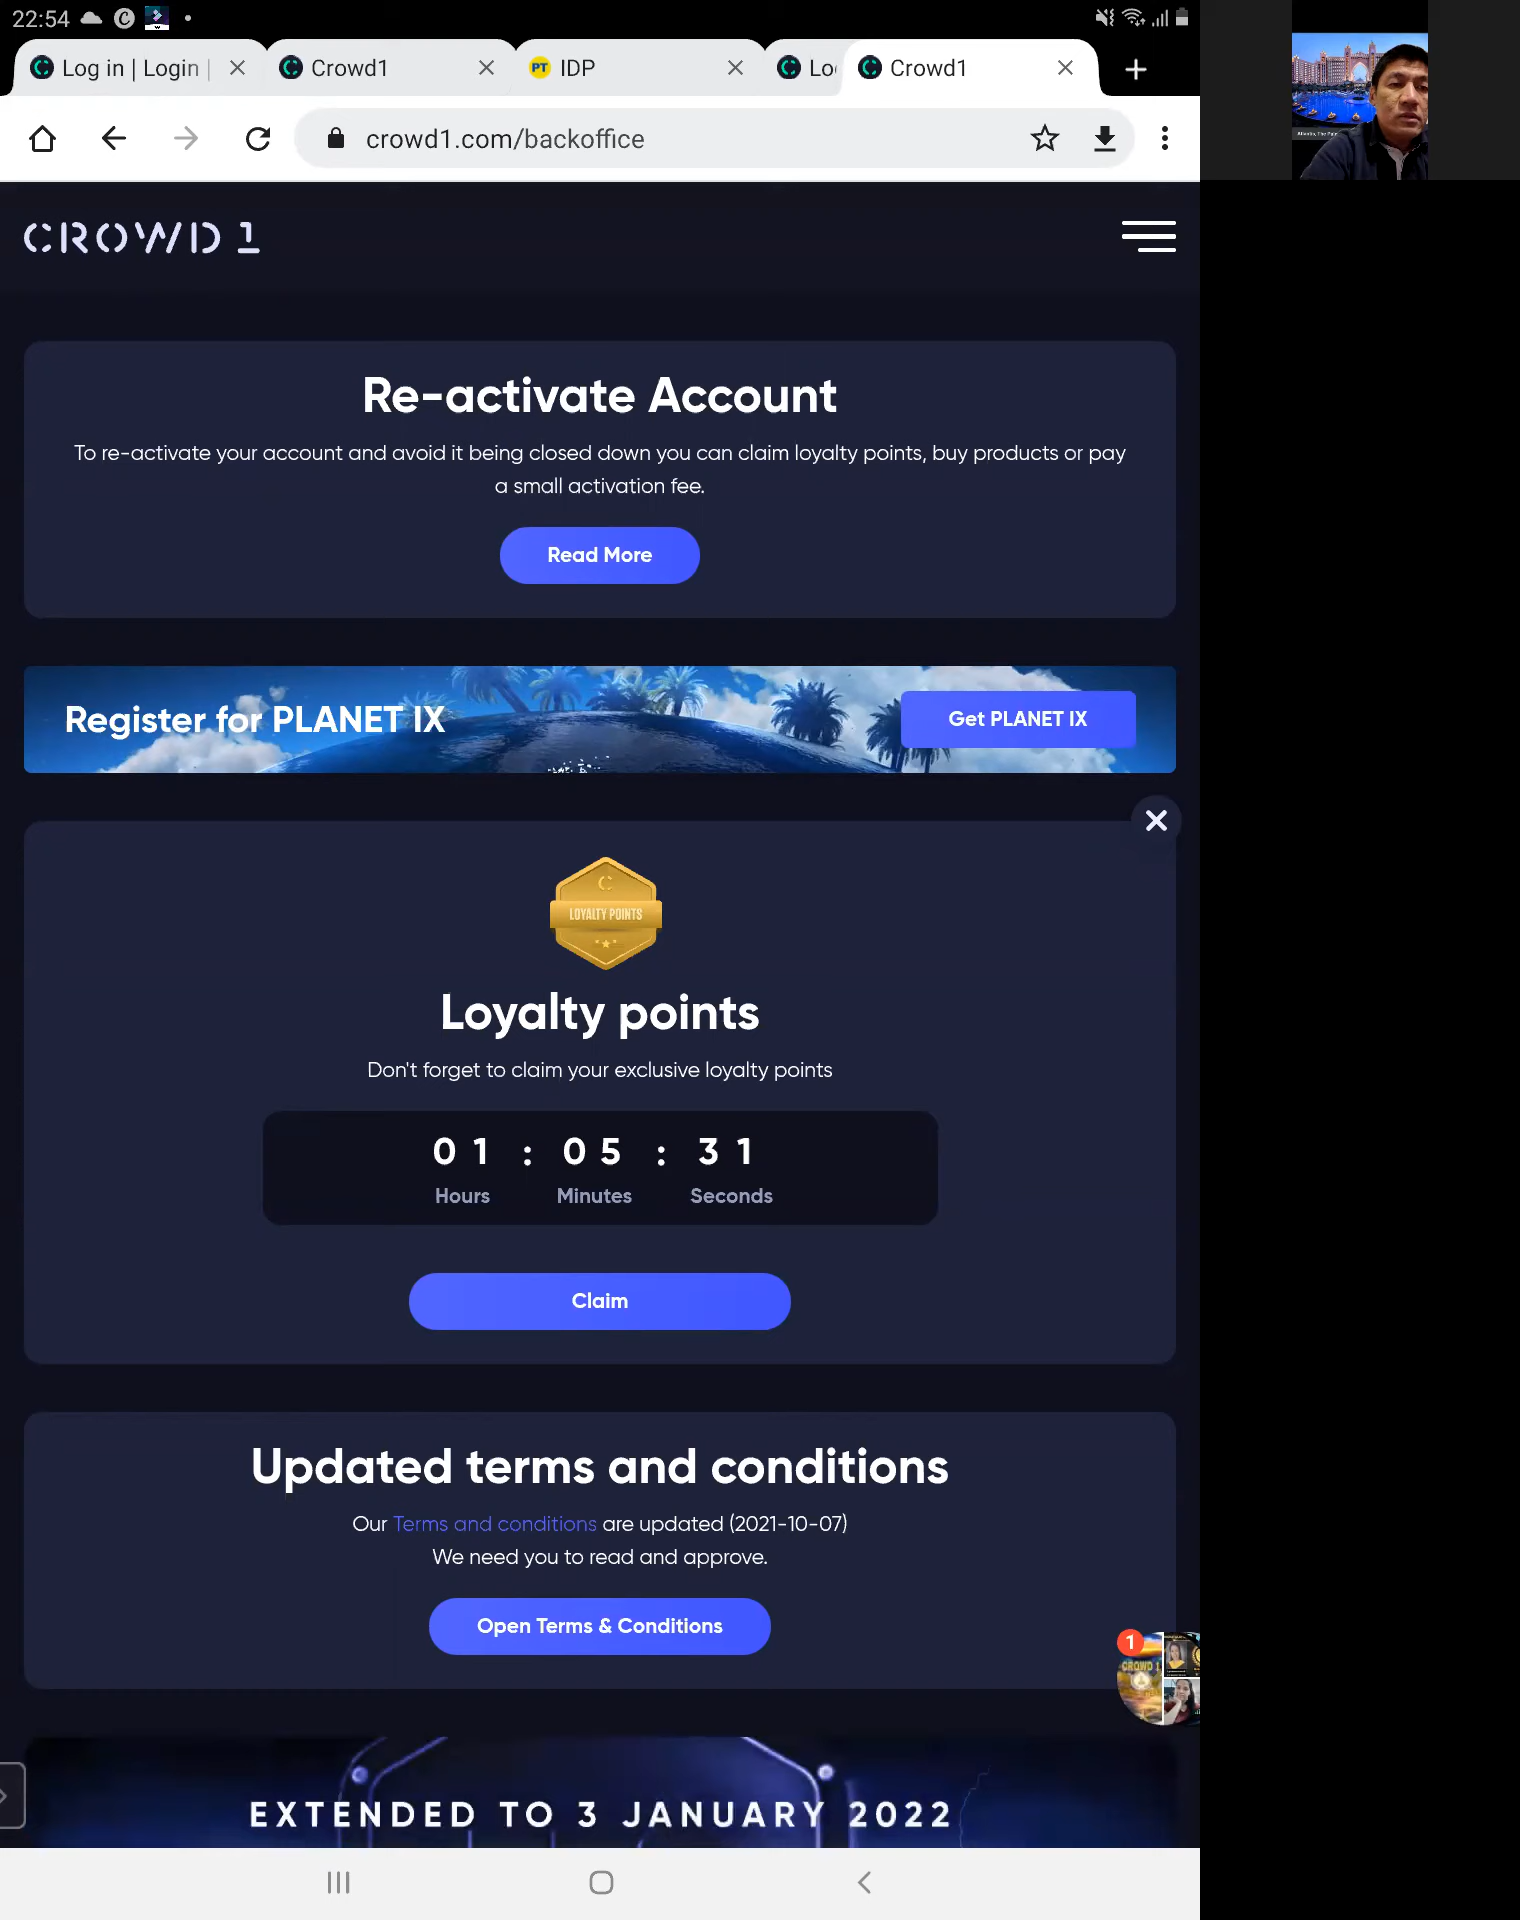 22:54
Log in | Login |
Crowd1
IDP
Lo
Crowd1
crowd1.com/backoffice
CROWD 1
Re-activate Account
To re-activate your account and avoid it being closed down you can claim loyalty points, buy products or pay
a small activation fee.
Read More
Register for PLANET IX
Get PLANET IX
LOYALTY POINTS
Loyalty points
Don't forget to claim your exclusive loyalty points
01 : 05 : 31
Hours Minutes Seconds
Claim
Updated terms and conditions
Our Terms and conditions are updated (2021-10-07)
We need you to read and approve.
Open Terms & Conditions
1
CROWD 1
EXTENDED TO 3 JANUARY 2022